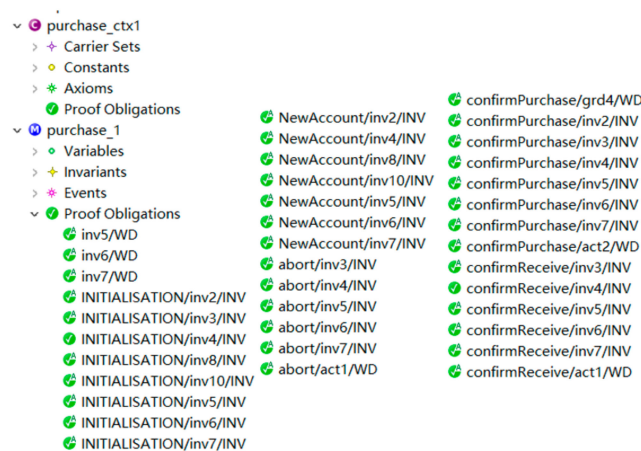 purchase_ctx1
Carrier Sets
Constants
Axioms
Proof Obligations
purchase_1
Variables
Invariants
Events
Proof Obligations
inv5/WD
inv6/WD
inv7/WD
INITIALISATION/inv2/INV
INITIALISATION/inv3/INV
INITIALISATION/inv4/INV
INITIALISATION/inv8/INV
INITIALISATION/inv10/INV
INITIALISATION/inv5/INV
INITIALISATION/inv6/INV
INITIALISATION/inv7/INV
NewAccount/inv2/INV
NewAccount/inv4/INV
NewAccount/inv8/INV
NewAccount/inv10/INV
NewAccount/inv5/INV
NewAccount/inv6/INV
NewAccount/inv7/INV
abort/inv3/INV
abort/inv4/INV
abort/inv5/INV
abort/inv6/INV
abort/inv7/INV
abort/act1/WD
confirmPurchase/grd4/WD
confirmPurchase/inv2/INV
confirmPurchase/inv3/INV
confirmPurchase/inv4/INV
confirmPurchase/inv5/INV
confirmPurchase/inv6/INV
confirmPurchase/inv7/INV
confirmPurchase/act2/WD
confirmReceive/inv3/INV
confirmReceive/inv4/INV
confirmReceive/inv5/INV
confirmReceive/inv6/INV
confirmReceive/inv7/INV
confirmReceive/act1/WD